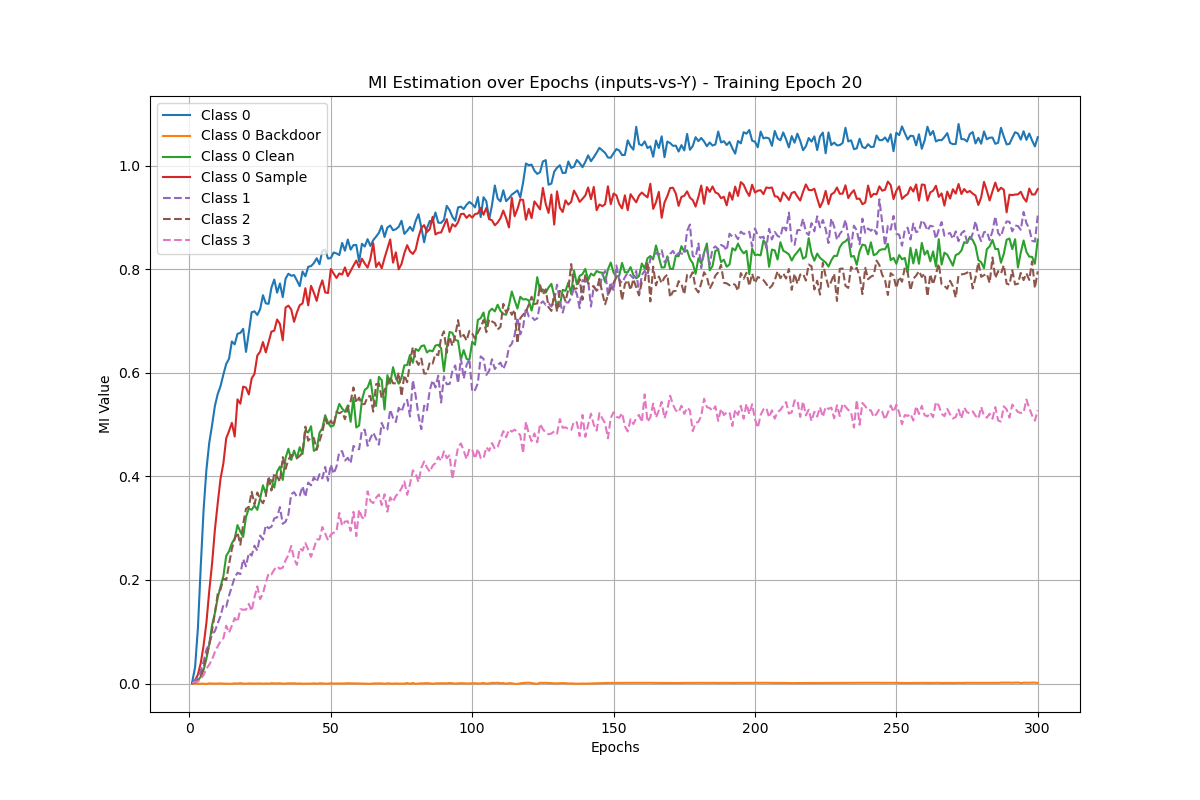 MI Estimation over Epochs (inputs-vs-Y) - Training Epoch 20
Class 0
Class 0 Backdoor
Class 0 Clean
Class 0 Sample
Class 1
Class 2
Class 3
MI Value
1.0
0.8
0.6
0.4
0.2
0.0
0 50 100 150 200 250 300
Epochs